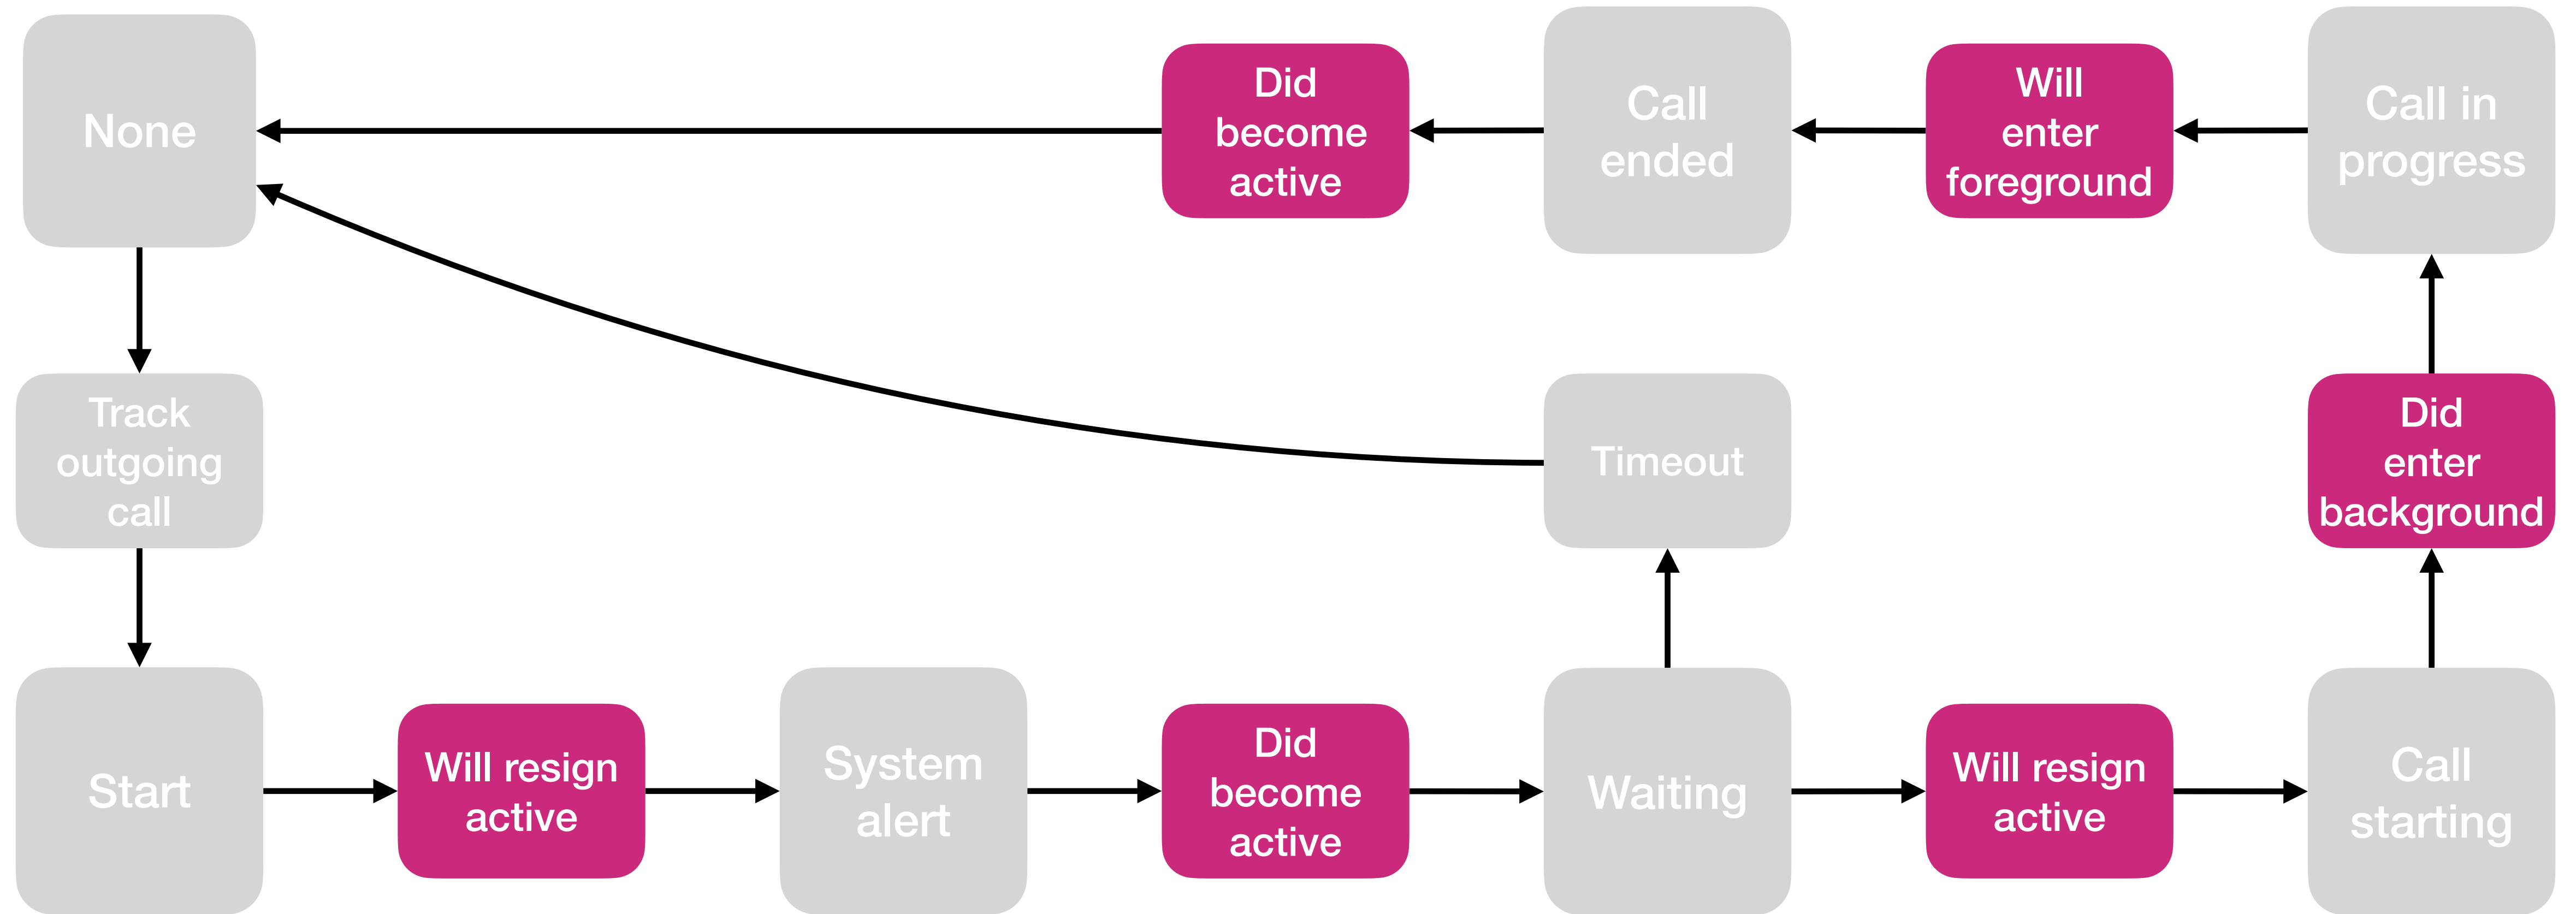 None
Did
become
active
Call
ended
Will
enter
foreground
Call in
progress
Track
outgoing
call
Timeout
Did
enter
background
Start
Will resign
active
System
alert
Did
become
active
Waiting
Will resign
active
Call
starting